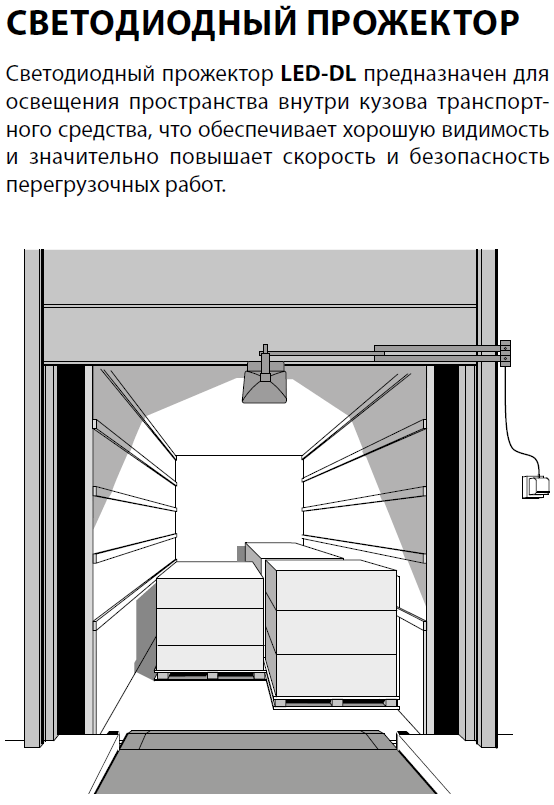 СВЕТОДИОДНЫЙ ПРОЖЕКТОР
Светодиодный прожектор LED-DL предназначен для
освещения пространства внутри кузова транспорт-
ного средства, что обеспечивает хорошую видимость
и значительно повышает скорость и безопасность
перегрузочных работ.